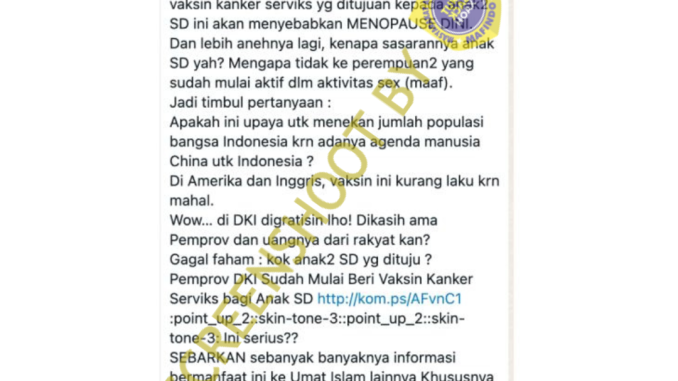 vaksin kanker serviks yg ditujuan kepada anak2
SD ini akan menyebabkan MENOPAUSE DINI.
Dan lebih anehnya lagi, kenapa sasarannya anak
SD yah? Mengapa tidak ke perempuan2 yang
sudah mulai aktif dlm aktivitas sex (maaf).
Jadi timbul pertanyaan :
Apakah ini upaya utk menekan jumlah populasi
bangsa Indonesia krn adanya agenda manusia
China utk Indonesia ?
Di Amerika dan Inggris, vaksin ini kurang laku krn
mahal.
Wow... di DKI digratisin lho! Dikasih ama
Pemprov dan uangnya dari rakyat kan?
Gagal faham : kok anak2 SD yg dituju ?
Pemprov DKI Sudah Mulai Beri Vaksin Kanker
Serviks bagi Anak SD http://kom.ps/AFvnC1
:point_up_2::skin-tone-3::point_up_2::skin-
tone-3: Ini serius??
SEBARKAN sebanyak banyaknya informasi
bermanfaat ini ke Umat Islam lainnya Khususnya
SCREENSHOOT BY
MAFINDO